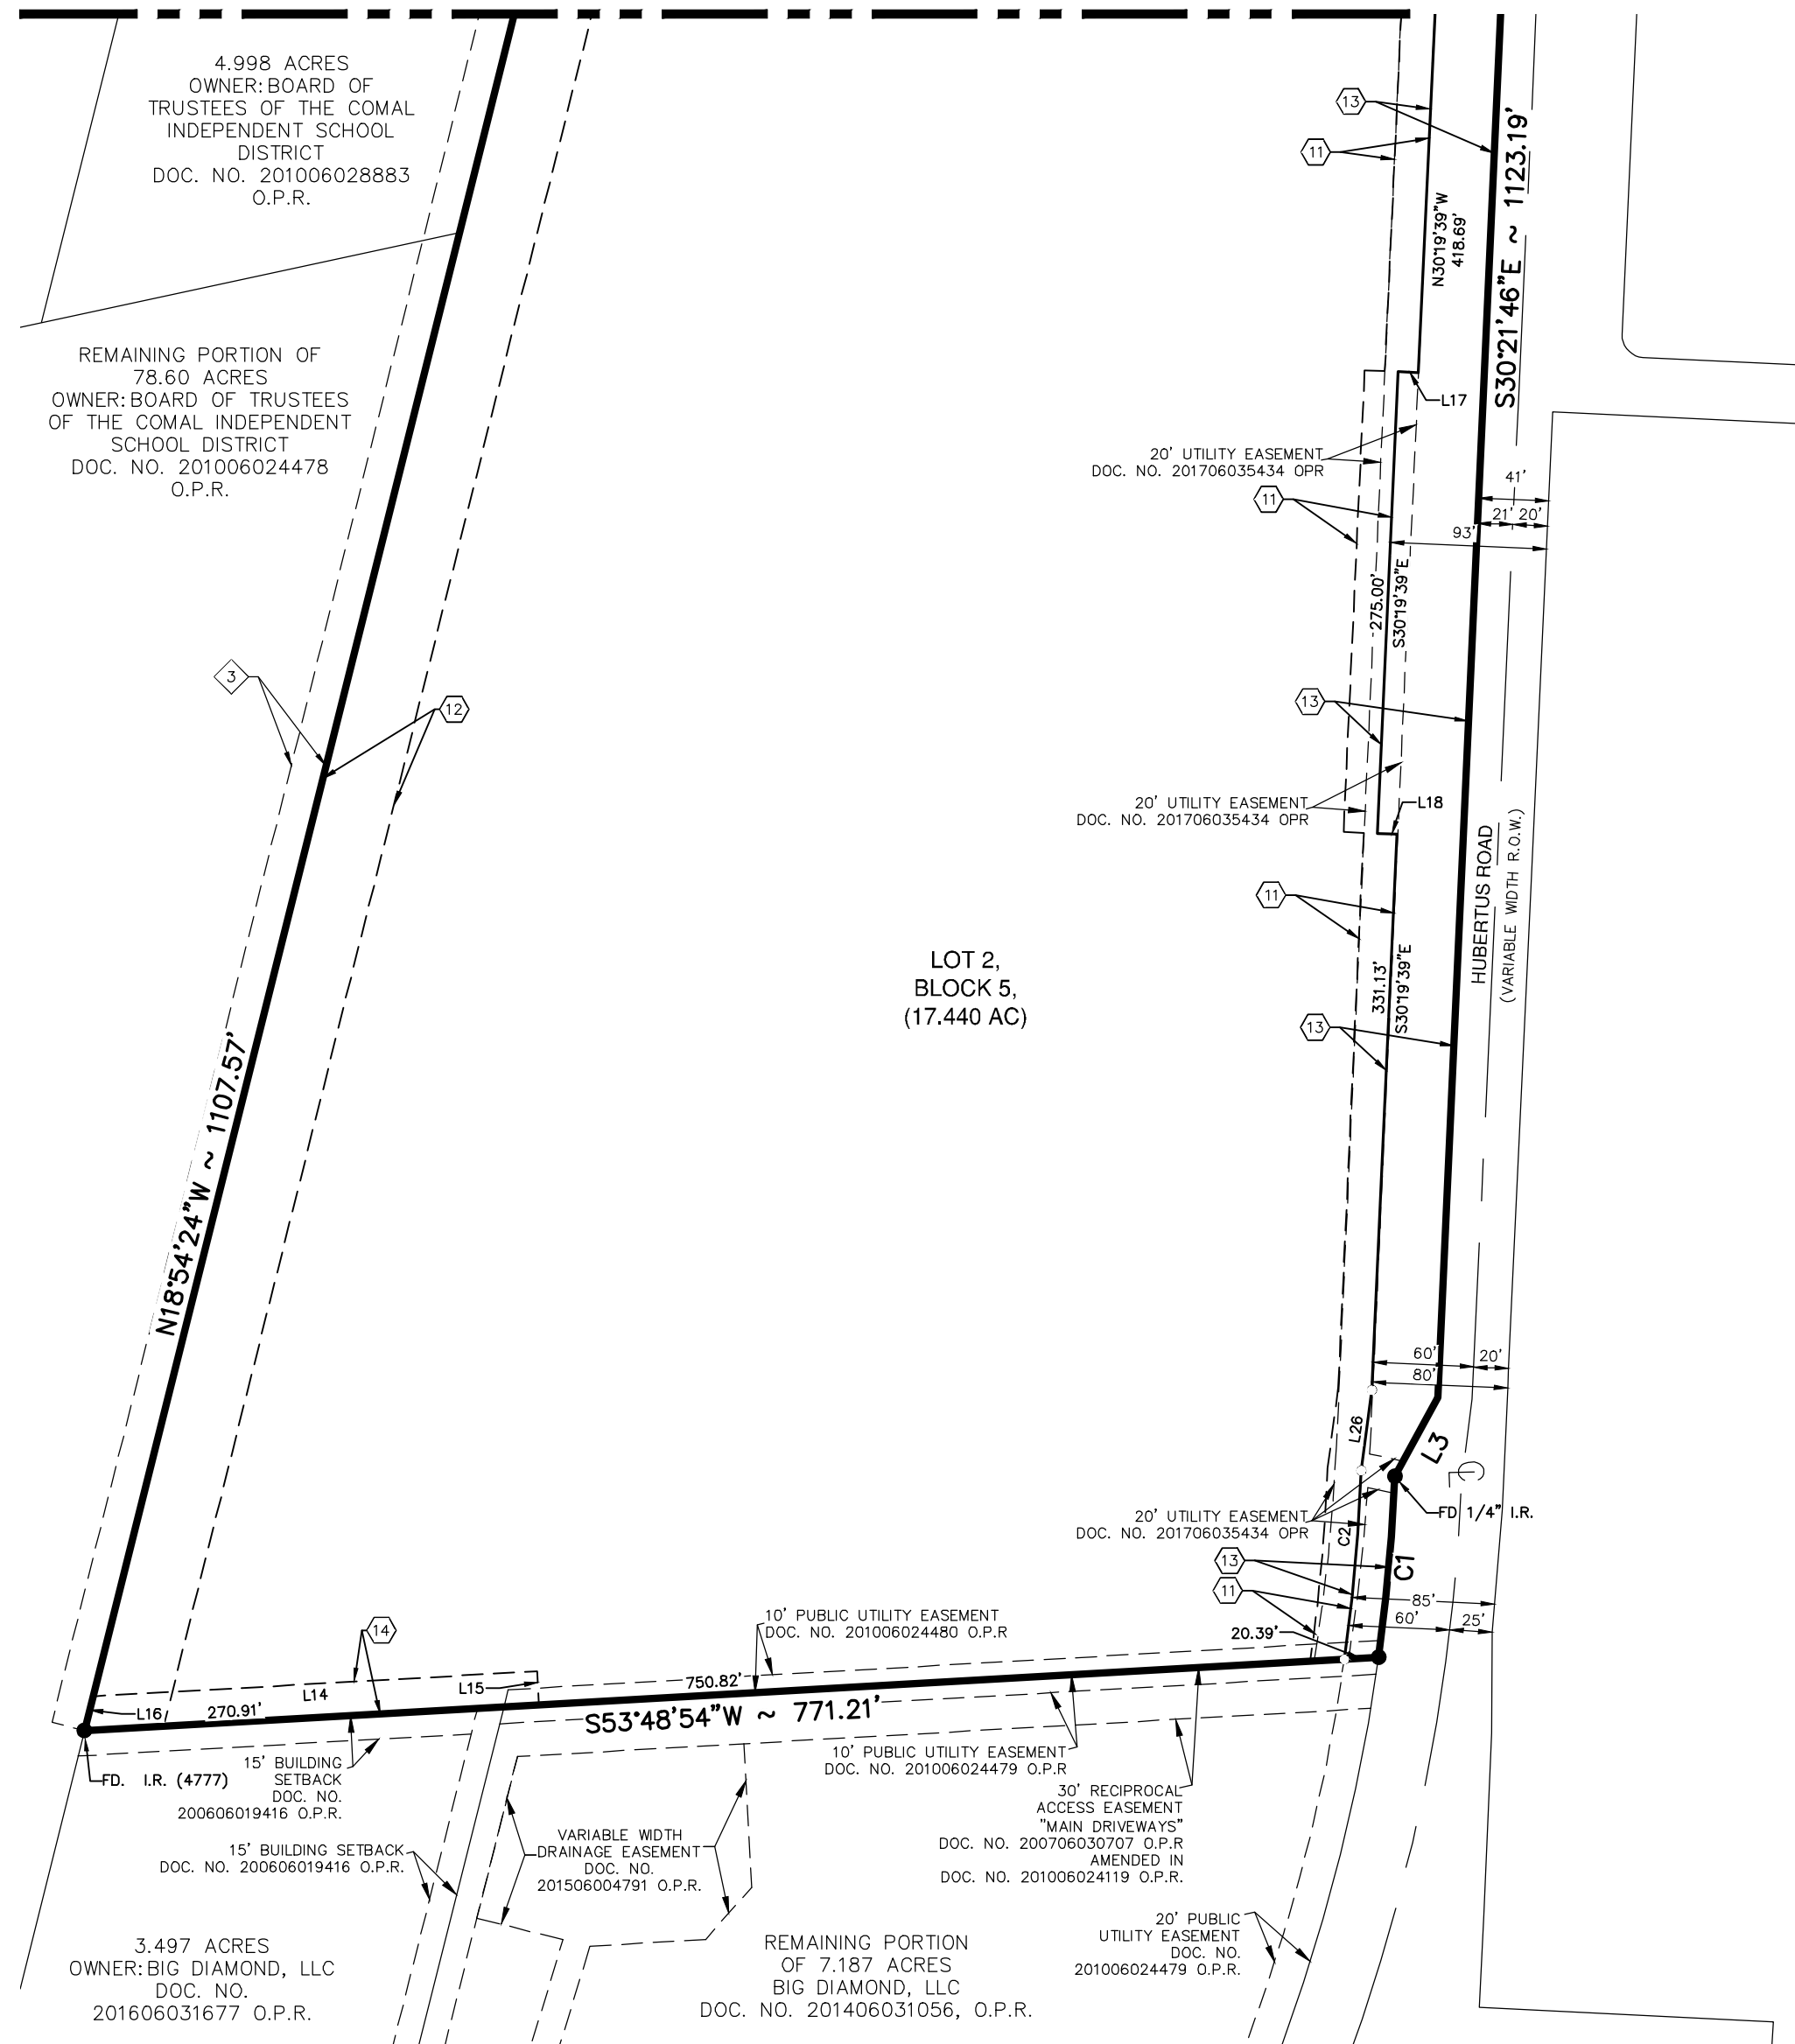 4.998 ACRES
OWNER: BOARD OF
TRUSTEES OF THE COMAL
INDEPENDENT SCHOOL
DISTRICT
DOC. NO. 201006028883
O.P.R.
REMAINING PORTION OF
78.60 ACRES
OWNER: BOARD OF TRUSTEES
OF THE COMAL INDEPENDENT
SCHOOL DISTRICT
DOC. NO. 201006024478
O.P.R.
13
11
N30°19'39"W
418.69'
S30°21'46"E ~ 1123.19'
L17
20' UTILITY EASEMENT
DOC. NO. 201706035434 OPR
11
41'
21' 20'
93'
275.00'
S30°19'39"E
3
12
13
20' UTILITY EASEMENT
DOC. NO. 201706035434 OPR
L18
11
HUBERTUS ROAD
(VARIABLE WIDTH R.O.W.)
LOT 2,
BLOCK 5,
(17.440 AC)
331.13'
S30°19'39"E
13
N18°54'24"W ~ 1107.57'
60' 20'
80'
L26
L3
CL
FD 1/4" I.R.
20' UTILITY EASEMENT
DOC. NO. 201706035434 OPR
C2
13
C1
11
85'
60' 25'
20.39'
10' PUBLIC UTILITY EASEMENT
DOC. NO. 201006024480 O.P.R
14
L14
L15
750.82'
L16
270.91'
S53°48'54"W ~ 771.21'
FD. I.R. (4777)
15' BUILDING
SETBACK
DOC. NO.
200606019416 O.P.R.
10' PUBLIC UTILITY EASEMENT
DOC. NO. 201006024479 O.P.R
30' RECIPROCAL
ACCESS EASEMENT
"MAIN DRIVEWAYS"
DOC. NO. 200706030707 O.P.R
AMENDED IN
DOC. NO. 201006024119 O.P.R.
15' BUILDING SETBACK
DOC. NO. 200606019416 O.P.R.
VARIABLE WIDTH
DRAINAGE EASEMENT
DOC. NO.
201506004791 O.P.R.
20' PUBLIC
UTILITY EASEMENT
DOC. NO.
201006024479 O.P.R.
3.497 ACRES
OWNER: BIG DIAMOND, LLC
DOC. NO.
201606031677 O.P.R.
REMAINING PORTION
OF 7.187 ACRES
BIG DIAMOND, LLC
DOC. NO. 201406031056, O.P.R.